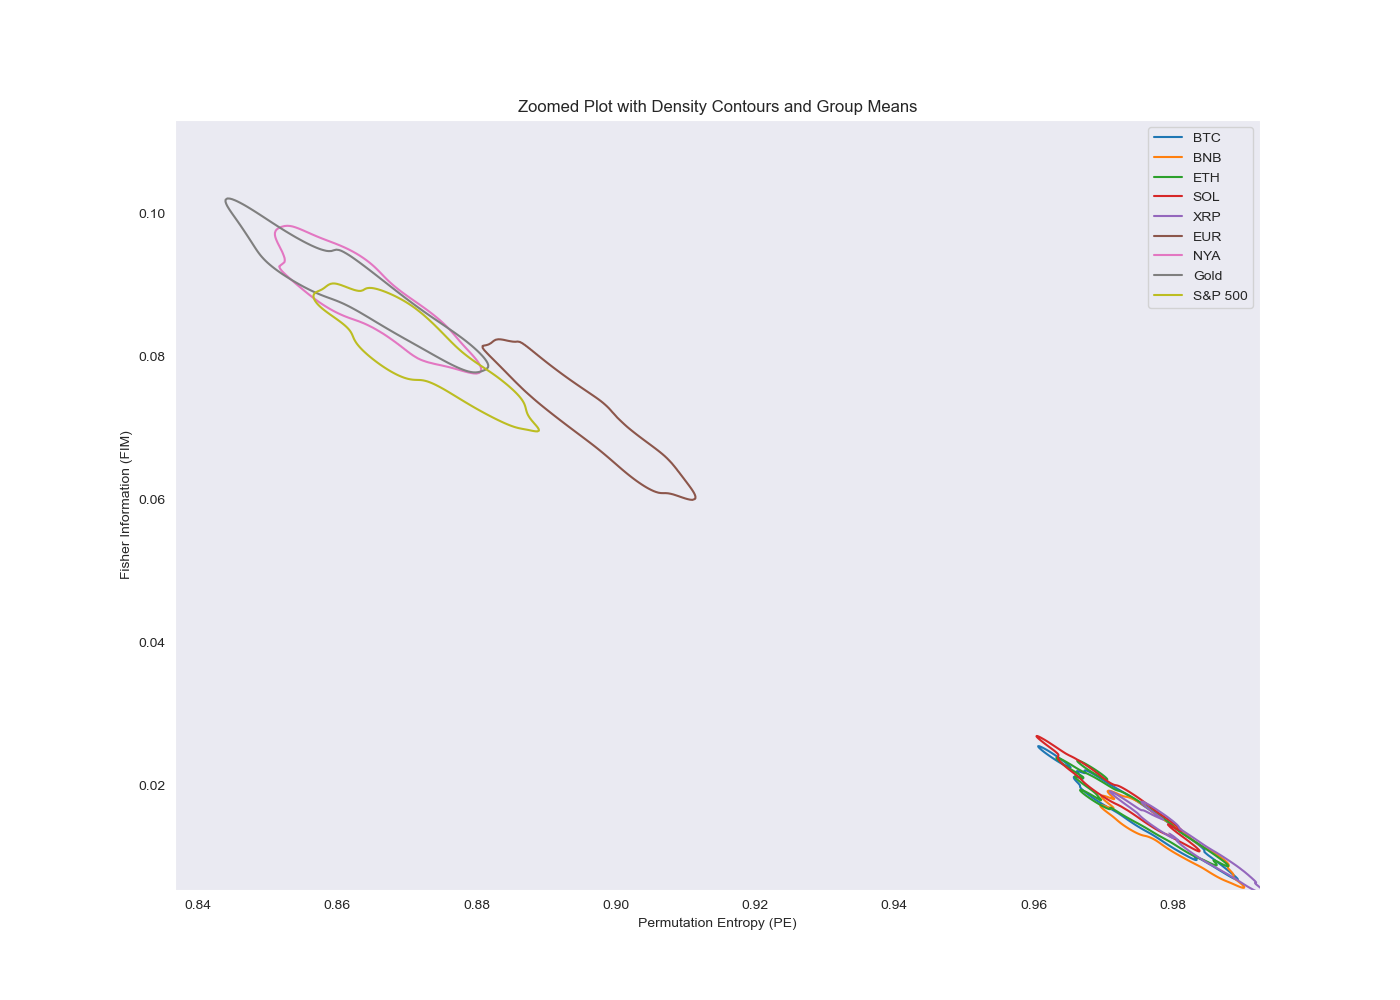 Zoomed Plot with Density Contours and Group Means
BTC
BNB
ETH
SOL
XRP
EUR
NYA
Gold
S&P 500
0.10
0.08
0.06
0.04
0.02
Fisher Information (FIM)
0.84 0.86 0.88 0.90 0.92 0.94 0.96 0.98
Permutation Entropy (PE)